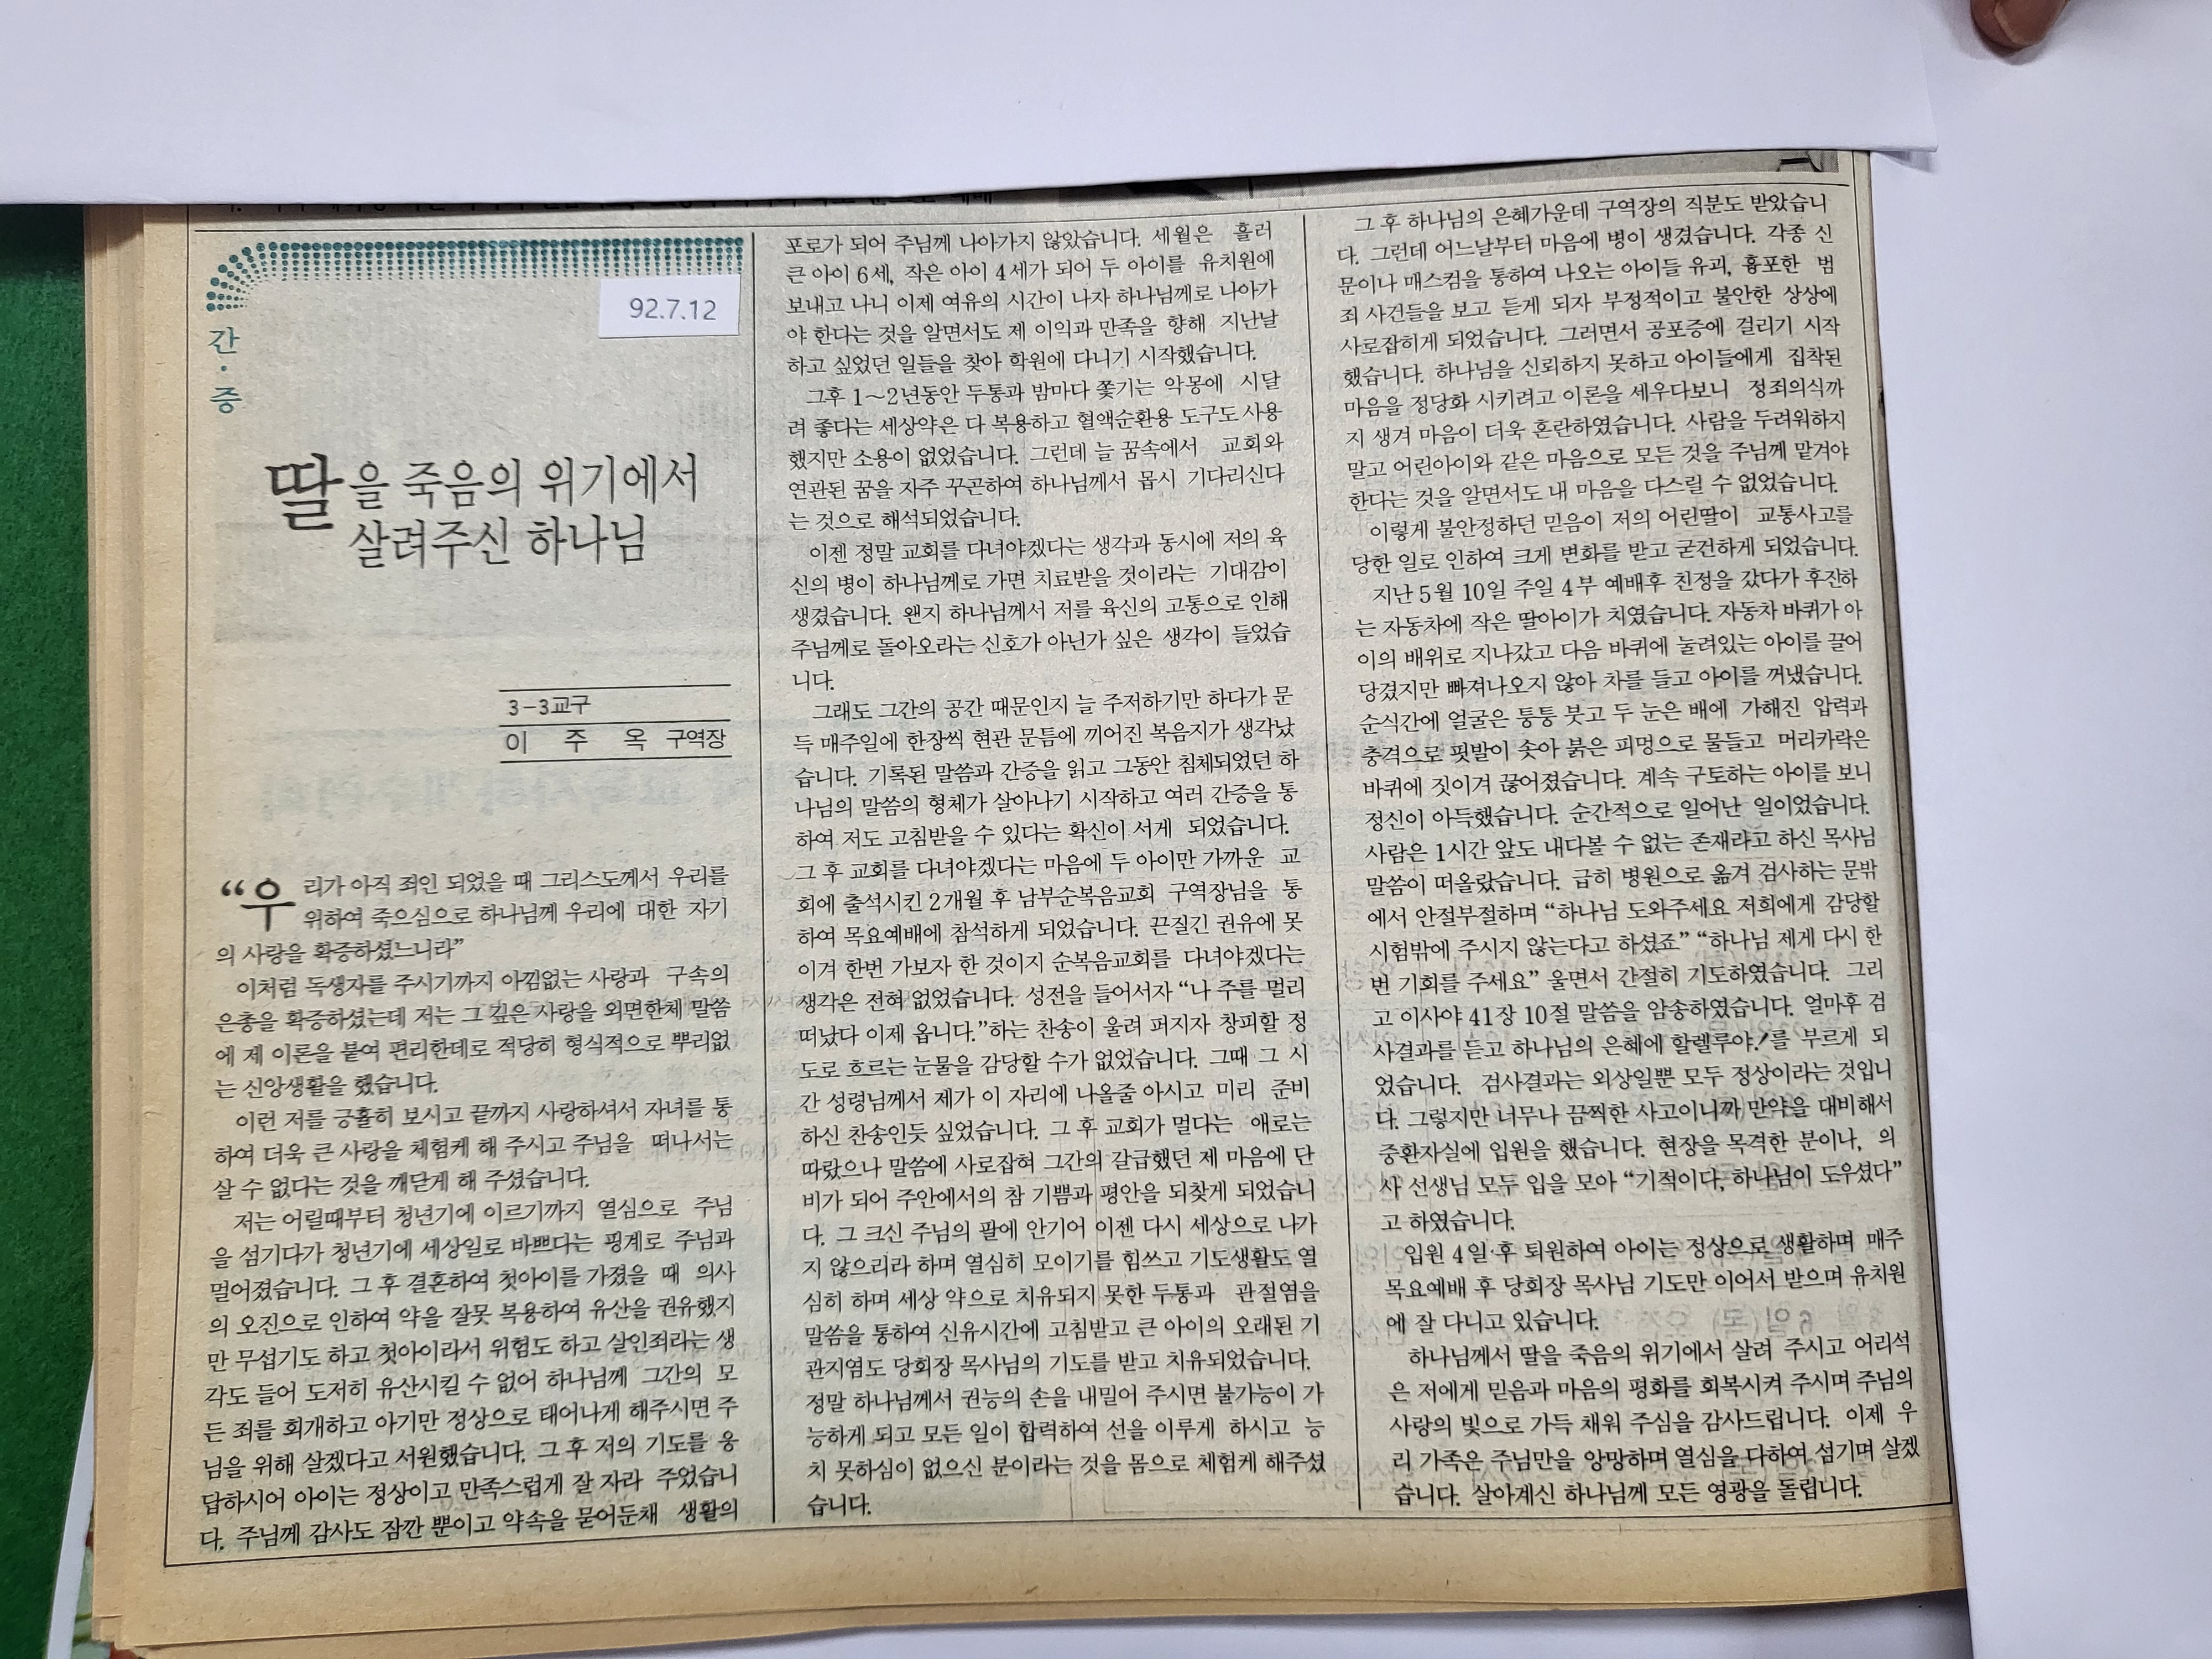 간
·
증
92.7.12
딸을 죽음의 위기에서
살려주신 하나님
3-3교구
이 주 옥 구역장
“우리가 아직 죄인 되었을 때 그리스도께서 우리를
위하여 죽으심으로 하나님께 우리에 대한 자기
의 사랑을 확증하셨느니라”
이처럼 독생자를 주시기까지 아낌없는 사랑과 구속의
은총을 확증하셨는데 저는 그 깊은 사랑을 외면한체 말씀
에 제 이론을 붙여 편리한데로 적당히 형식적으로 뿌리없
는 신앙생활을 했습니다.
이런 저를 긍휼히 보시고 끝까지 사랑하셔서 자녀를 통
하여 더욱 큰 사랑을 체험케 해 주시고 주님을 떠나서는
살 수 없다는 것을 깨닫게 해 주셨습니다.
저는 어릴때부터 청년기에 이르기까지 열심으로 주님
을 섬기다가 청년기에 세상일로 바쁘다는 핑계로 주님과
멀어졌습니다. 그 후 결혼하여 첫아이를 가졌을 때 의사
의 오진으로 인하여 약을 잘못 복용하여 유산을 권유했지
만 무섭기도 하고 첫아이라서 위험도 하고 살인죄라는 생
각도 들어 도저히 유산시킬 수 없어 하나님께 그간의 모
든 죄를 회개하고 아기만 정상으로 태어나게 해주시면 주
님을 위해 살겠다고 서원했습니다. 그 후 저의 기도를 응
답하시어 아이는 정상이고 만족스럽게 잘 자라 주었습니
다. 주님께 감사도 잠깐 뿐이고 약속을 묻어둔채 생활의
포로가 되어 주님께 나아가지 않았습니다. 세월은 흘러
큰 아이 6세, 작은 아이 4세가 되어 두 아이를 유치원에
보내고 나니 이제 여유의 시간이 나자 하나님께로 나아가
야 한다는 것을 알면서도 제 이익과 만족을 향해 지난날
하고 싶었던 일들을 찾아 학원에 다니기 시작했습니다.
그후 1～2년동안 두통과 밤마다 쫓기는 악몽에 시달
려 좋다는 세상약은 다 복용하고 혈액순환용 도구도 사용
했지만 소용이 없었습니다. 그런데 늘 꿈속에서 교회와
연관된 꿈을 자주 꾸곤하여 하나님께서 몹시 기다리신다
는 것으로 해석되었습니다.
이젠 정말 교회를 다녀야겠다는 생각과 동시에 저의 육
신의 병이 하나님께로 가면 치료받을 것이라는 기대감이
생겼습니다. 왠지 하나님께서 저를 육신의 고통으로 인해
주님께로 돌아오라는 신호가 아닌가 싶은 생각이 들었습
니다.
그래도 그간의 공간 때문인지 늘 주저하기만 하다가 문
득 매주일에 한장씩 현관 문틈에 끼어진 복음지가 생각났
습니다. 기록된 말씀과 간증을 읽고 그동안 침체되었던 하
나님의 말씀의 형체가 살아나기 시작하고 여러 간증을 통
하여 저도 고침받을 수 있다는 확신이 서게 되었습니다.
그 후 교회를 다녀야겠다는 마음에 두 아이만 가까운 교
회에 출석시킨 2개월 후 남부순복음교회 구역장님을 통
하여 목요예배에 참석하게 되었습니다. 끈질긴 권유에 못
이겨 한번 가보자 한 것이지 순복음교회를 다녀야겠다는
생각은 전혀 없었습니다. 성전을 들어서자 “나 주를 멀리
떠났다 이제 옵니다.”하는 찬송이 울려 퍼지자 창피할 정
도로 흐르는 눈물을 감당할 수가 없었습니다. 그때 그 시
간 성령님께서 제가 이 자리에 나올줄 아시고 미리 준비
하신 찬송인듯 싶었습니다. 그 후 교회가 멀다는 애로는
따랐으나 말씀에 사로잡혀 그간의 갈급했던 제 마음에 단
비가 되어 주안에서의 참 기쁨과 평안을 되찾게 되었습니
다. 그 크신 주님의 팔에 안기어 이젠 다시 세상으로 나가
지 않으리라 하며 열심히 모이기를 힘쓰고 기도생활도 열
심히 하며 세상 약으로 치유되지 못한 두통과 관절염을
말씀을 통하여 신유시간에 고침받고 큰 아이의 오래된 기
관지염도 당회장 목사님의 기도를 받고 치유되었습니다.
정말 하나님께서 권능의 손을 내밀어 주시면 불가능이 가
능하게 되고 모든 일이 합력하여 선을 이루게 하시고 능
치 못하심이 없으신 분이라는 것을 몸으로 체험케 해주셨
습니다.
그 후 하나님의 은혜가운데 구역장의 직분도 받았습니
다. 그런데 어느날부터 마음에 병이 생겼습니다. 각종 신
문이나 매스컴을 통하여 나오는 아이들 유괴, 흉포한 범
죄 사건들을 보고 듣게 되자 부정적이고 불안한 상상에
사로잡히게 되었습니다. 그러면서 공포증에 걸리기 시작
했습니다. 하나님을 신뢰하지 못하고 아이들에게 집착된
마음을 정당화 시키려고 이론을 세우다보니 정죄의식까
지 생겨 마음이 더욱 혼란하였습니다. 사람을 두려워하지
말고 어린아이와 같은 마음으로 모든 것을 주님께 맡겨야
한다는 것을 알면서도 내 마음을 다스릴 수 없었습니다.
이렇게 불안정하던 믿음이 저의 어린딸이 교통사고를
당한 일로 인하여 크게 변화를 받고 굳건하게 되었습니다.
지난 5월 10일 주일 4부 예배후 친정을 갔다가 후진하
는 자동차에 작은 딸아이가 치였습니다. 자동차 바퀴가 아
이의 배위로 지나갔고 다음 바퀴에 눌려있는 아이를 끌어
당겼지만 빠져나오지 않아 차를 들고 아이를 꺼냈습니다.
순식간에 얼굴은 퉁퉁 붓고 두 눈은 배에 가해진 압력과
충격으로 핏발이 솟아 붉은 피멍으로 물들고 머리카락은
바퀴에 짓이겨 끊어졌습니다. 계속 구토하는 아이를 보니
정신이 아득했습니다. 순간적으로 일어난 일이었습니다.
사람은 1시간 앞도 내다볼 수 없는 존재라고 하신 목사님
말씀이 떠올랐습니다. 급히 병원으로 옮겨 검사하는 문밖
에서 안절부절하며 “하나님 도와주세요 저희에게 감당할
시험밖에 주시지 않는다고 하셨죠” “하나님 제게 다시 한
번 기회를 주세요” 울면서 간절히 기도하였습니다. 그리
고 이사야 41장 10절 말씀을 암송하였습니다. 얼마후 검
사결과를 듣고 하나님의 은혜에 할렐루야!를 부르게 되
었습니다. 검사결과는 외상일뿐 모두 정상이라는 것입니
다. 그렇지만 너무나 끔찍한 사고이니까 만약을 대비해서
중환자실에 입원을 했습니다. 현장을 목격한 분이나, 의
사 선생님 모두 입을 모아 “기적이다, 하나님이 도우셨다”
고 하였습니다.
입원 4일 후 퇴원하여 아이는 정상으로 생활하며 매주
목요예배 후 당회장 목사님 기도만 이어서 받으며 유치원
에 잘 다니고 있습니다.
하나님께서 딸을 죽음의 위기에서 살려 주시고 어리석
은 저에게 믿음과 마음의 평화를 회복시켜 주시며 주님의
사랑의 빛으로 가득 채워 주심을 감사드립니다. 이제 우
리 가족은 주님만을 앙망하며 열심을 다하여 섬기며 살겠
습니다. 살아계신 하나님께 모든 영광을 돌립니다.